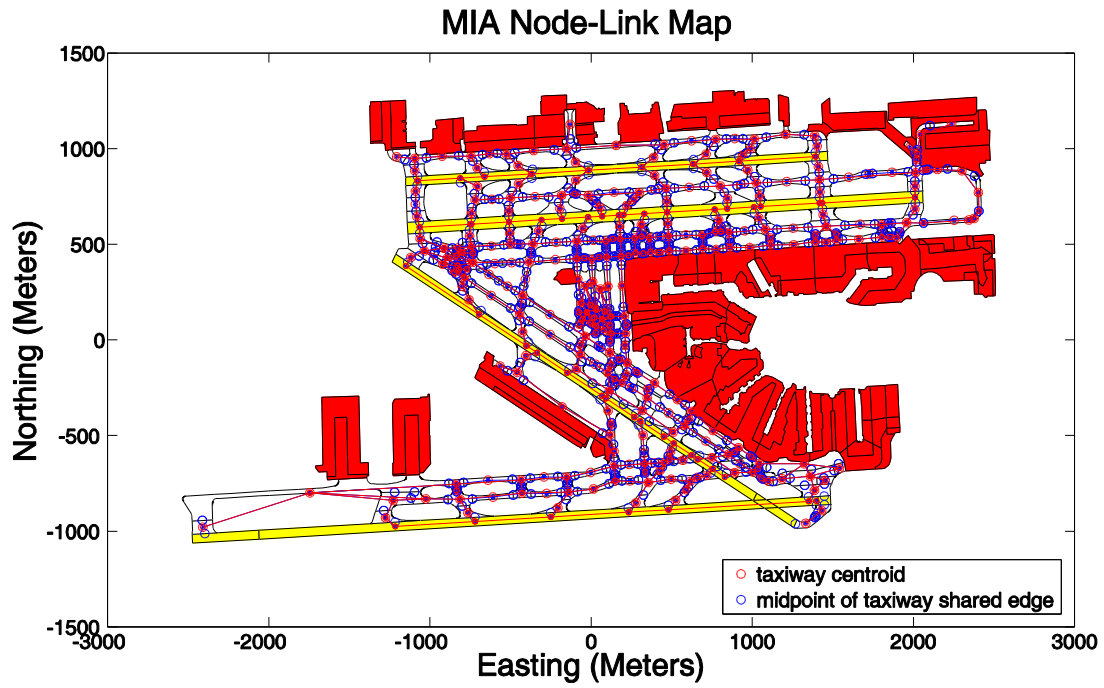 MIA Node-Link Map
1500
1000
500
0
-500
-1000
-1500
Northing (Meters)
-3000
-2000
-1000
0
1000
2000
3000
Easting (Meters)
taxiway centroid
midpoint of taxiway shared edge